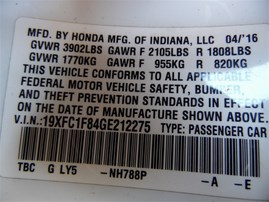 MFD. BY HONDA MFG. OF INDIANA, LLC 04/'16
GVWR 3902LBS GAWR F 2105LBS R 1808LBS
GVWR 1770KG GAWR F 955KG R 820KG
THIS VEHICLE CONFORMS TO ALL APPLICABLE
FEDERAL MOTOR VEHICLE SAFETY, BUMPER,
AND THEFT PREVENTION STANDARDS IN EFFECT
ON THE DATE OF MANUFACTURE SHOWN ABOVE.
V.I.N.: 19XFC1F84GE212275 TYPE: PASSENGER CAR
TBC G LY5 -NH788P -A -E